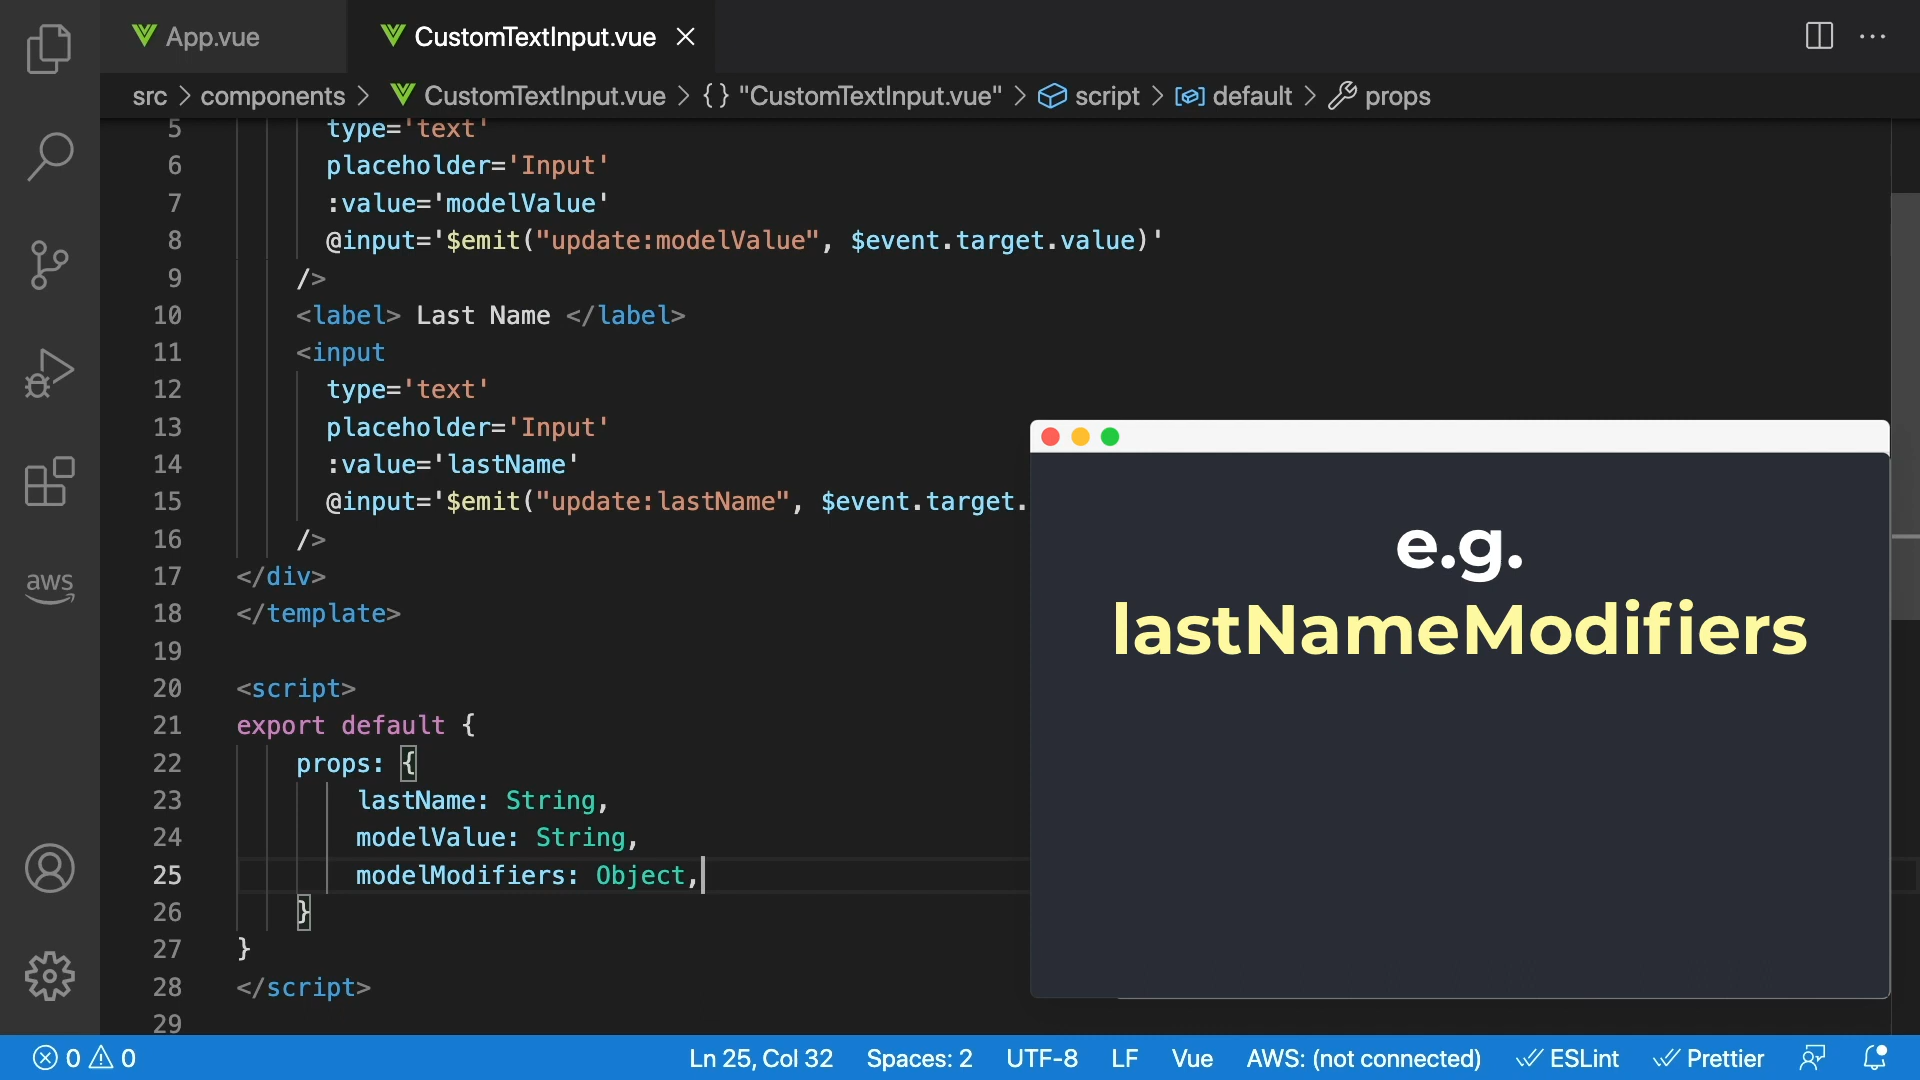 App.vue
CustomTextInput.vue
src > components > CustomTextInput.vue > {} "CustomTextInput.vue" > script > default > props
5 type='text'
6 placeholder='Input'
7 :value='modelValue'
8 @input='$emit("update:modelValue", $event.target.value)'
9 />
10 <label> Last Name </label>
11 <input
12 type='text'
13 placeholder='Input'
14 :value='lastName'
15 @input='$emit("update:lastName", $event.target.
16 />
17 </div>
18 </template>
19
20 <script>
21 export default {
22 props: {
23 lastName: String,
24 modelValue: String,
25 modelModifiers: Object,
26 }
27 }
28 </script>
29
e.g.
lastNameModifiers
aws
0 0 Ln 25, Col 32 Spaces: 2 UTF-8 LF Vue AWS: (not connected) ESLint Prettier